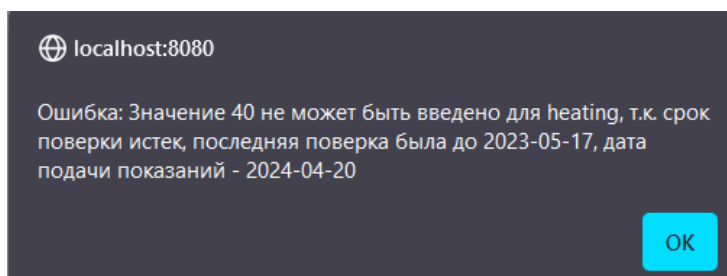 localhost:8080
Ошибка: Значение 40 не может быть введено для heating, т.к. срок
поверки истек, последняя поверка была до 2023-05-17, дата
подачи показаний - 2024-04-20
OK